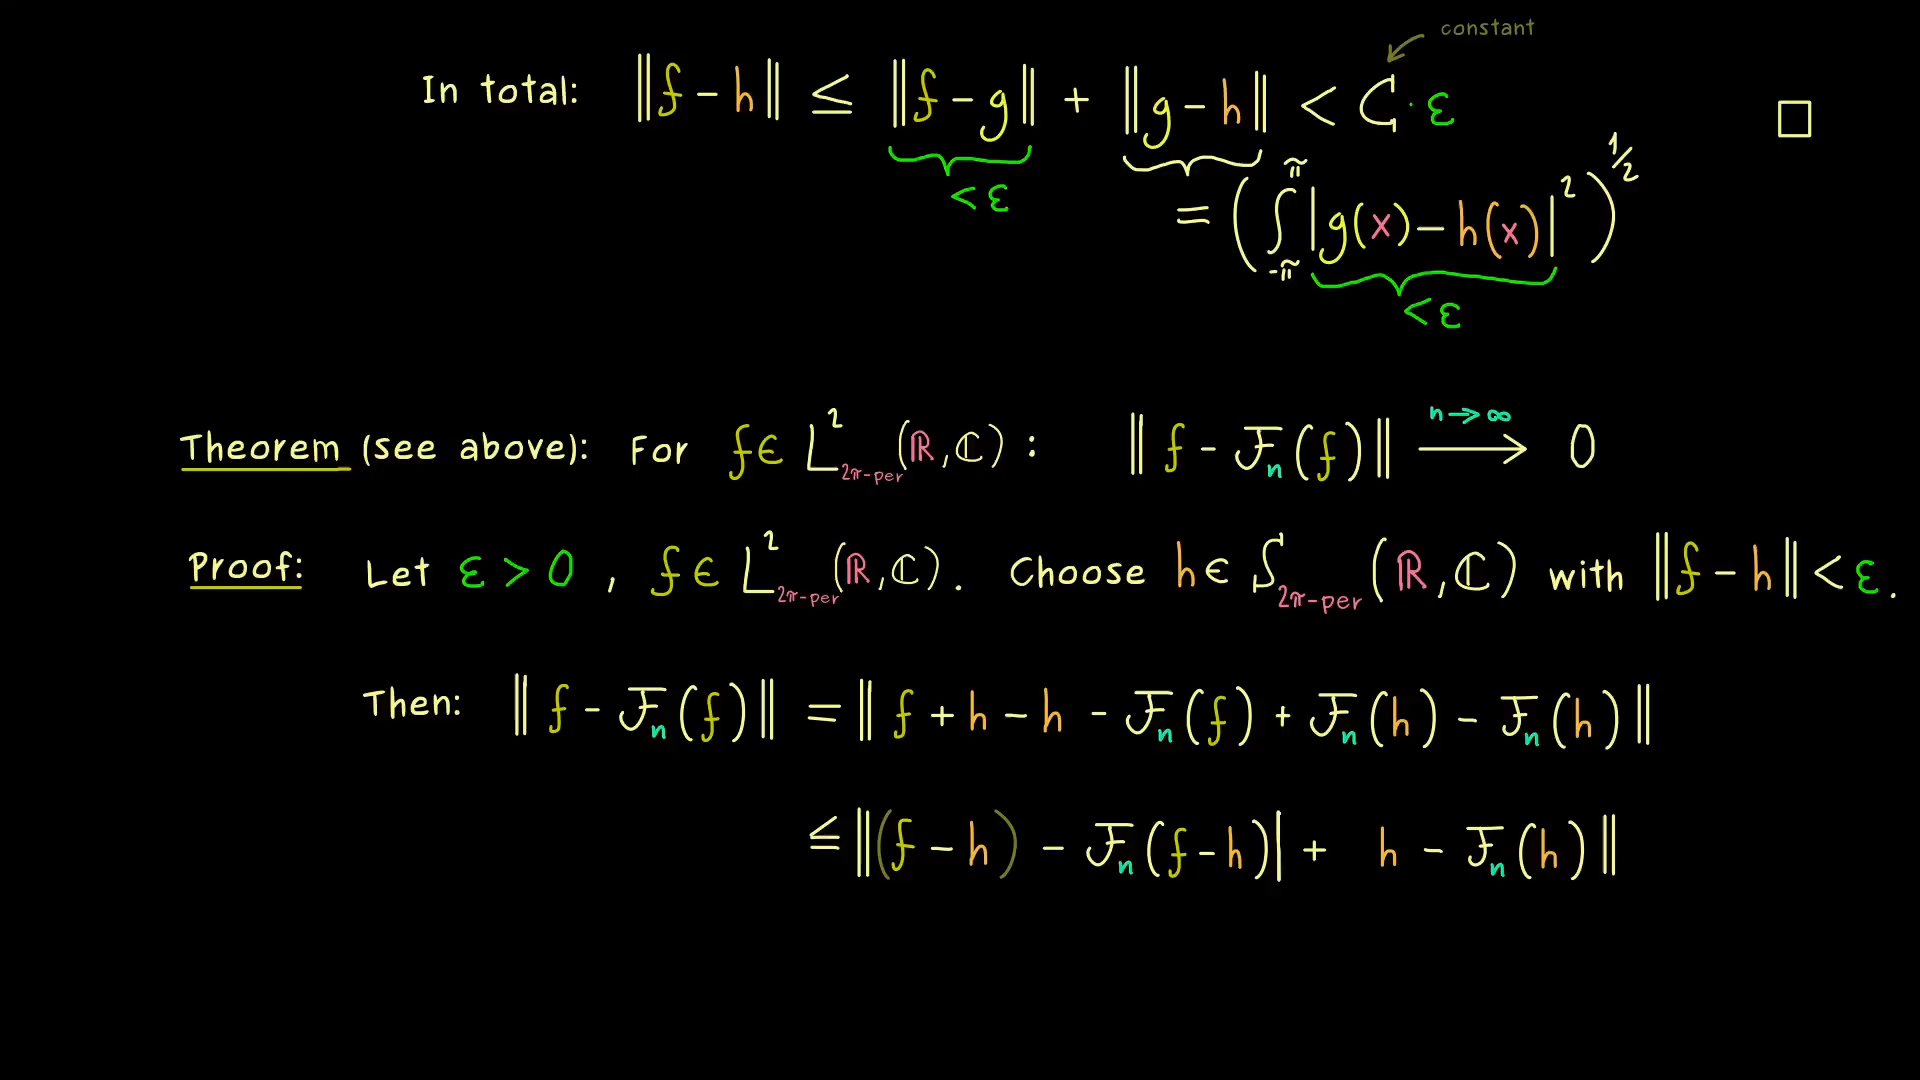 constant
In total: ‖f − h‖ ≤ ‖f − g‖ + ‖g − h‖ < C · ε □
< ε
= ( ∫_{-π}^{π} |g(x) − h(x)|² )^{1/2}
< ε
Theorem (see above): For f ∈ L²_{2π-per}(ℝ, ℂ) : ‖ f − 𝓕_n(f) ‖ ⟶^{n→∞} 0
Proof: Let ε > 0 , f ∈ L²_{2π-per}(ℝ, ℂ). Choose h ∈ S_{2π-per}(ℝ, ℂ) with ‖f − h‖ < ε.
Then: ‖ f − 𝓕_n(f) ‖ = ‖ f + h − h − 𝓕_n(f) + 𝓕_n(h) − 𝓕_n(h) ‖
≤ ‖(f − h) − 𝓕_n(f − h)| + h − 𝓕_n(h) ‖